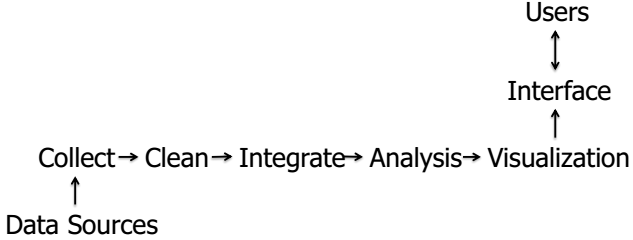 Users
Interface
Collect → Clean → Integrate → Analysis → Visualization
Data Sources